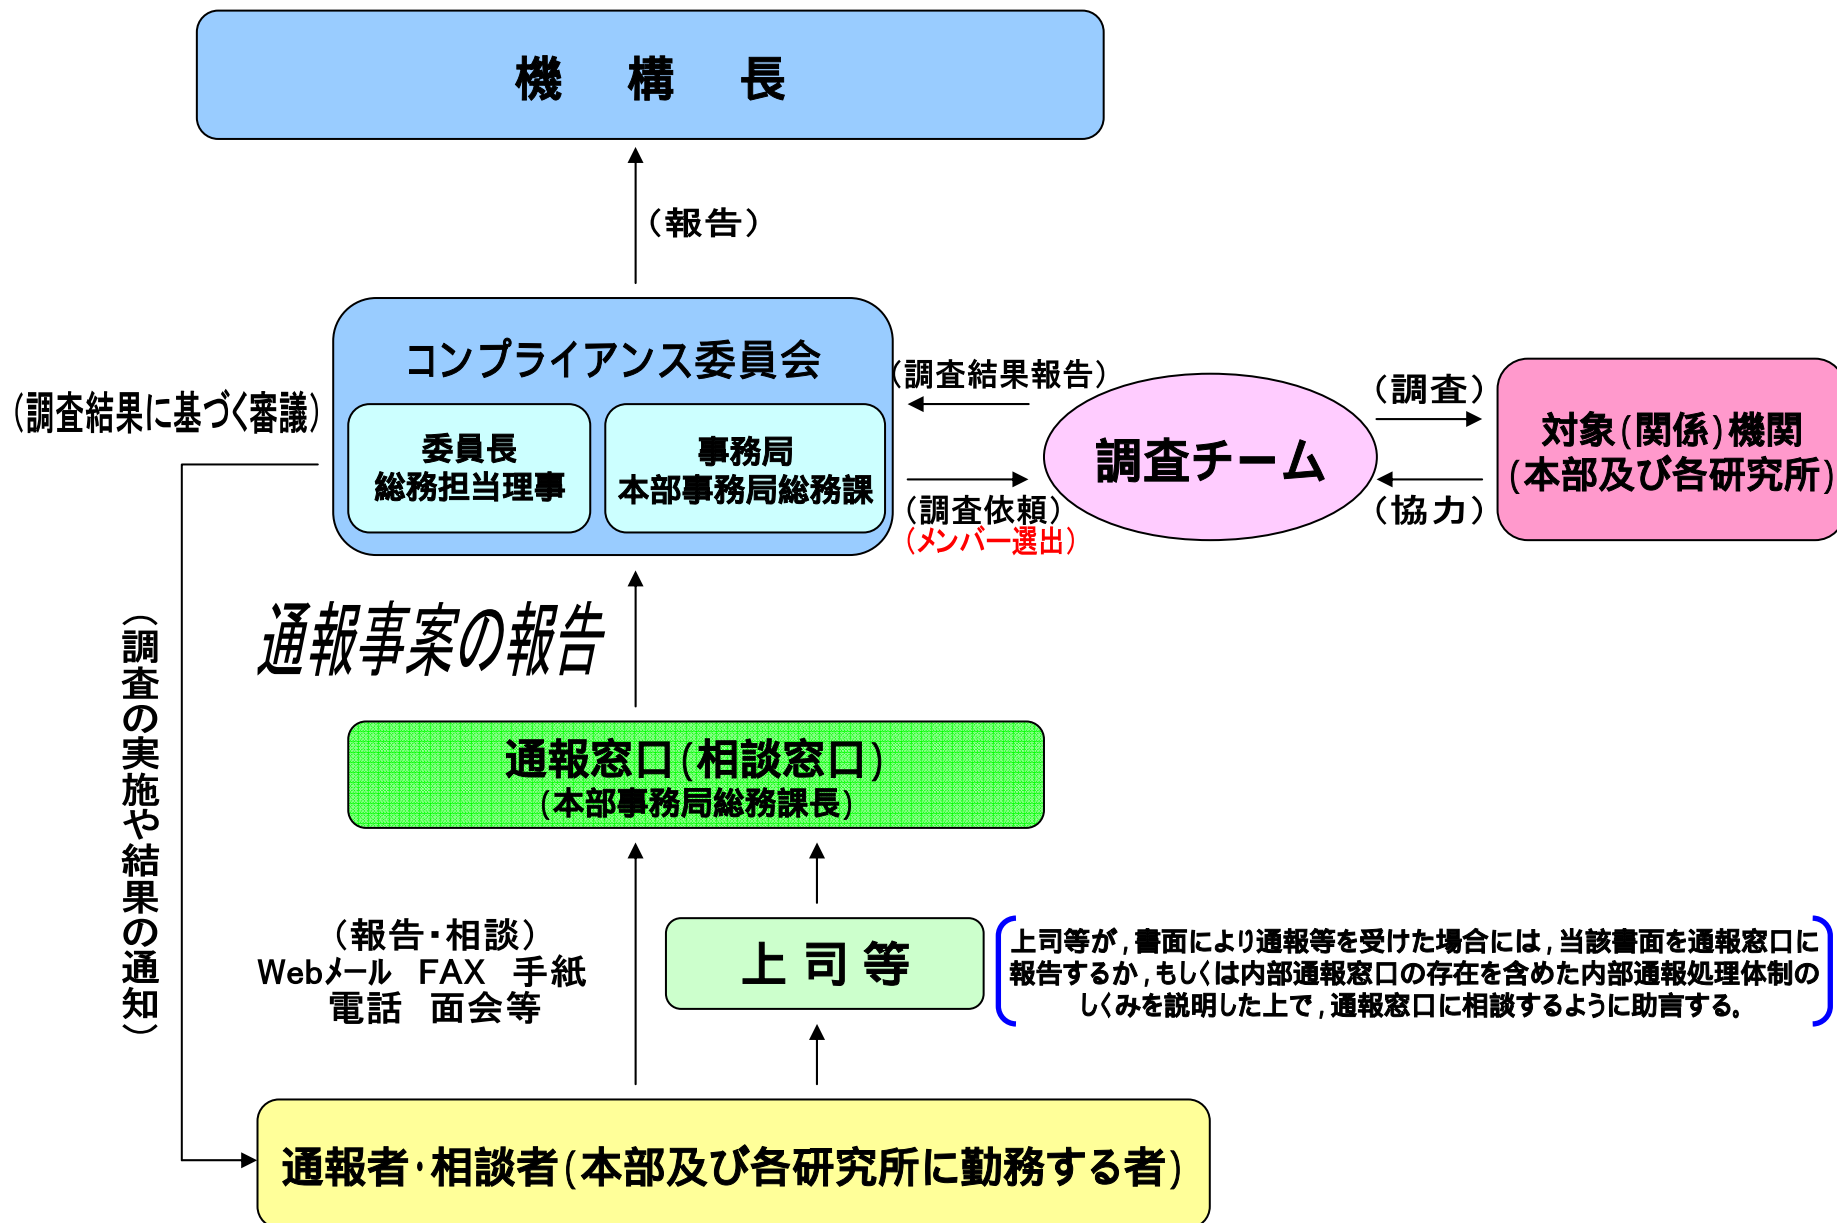 機 構 長
（報告）
コンプライアンス委員会
委員長
総務担当理事
事務局
本部事務局総務課
（調査結果に基づく審議）
（調査結果報告）
（調査依頼）
（メンバー選出）
調査チーム
（調査）
（協力）
対象(関係)機関
(本部及び各研究所)
通報事案の報告
（調査の実施や結果の通知）
通報窓口(相談窓口)
(本部事務局総務課長)
（報告・相談）
Webメール FAX 手紙
電話 面会等
上 司 等
上司等が,書面により通報等を受けた場合には,当該書面を通報窓口に
報告するか,もしくは内部通報窓口の存在を含めた内部通報処理体制の
しくみを説明した上で,通報窓口に相談するように助言する。
通報者･相談者(本部及び各研究所に勤務する者)